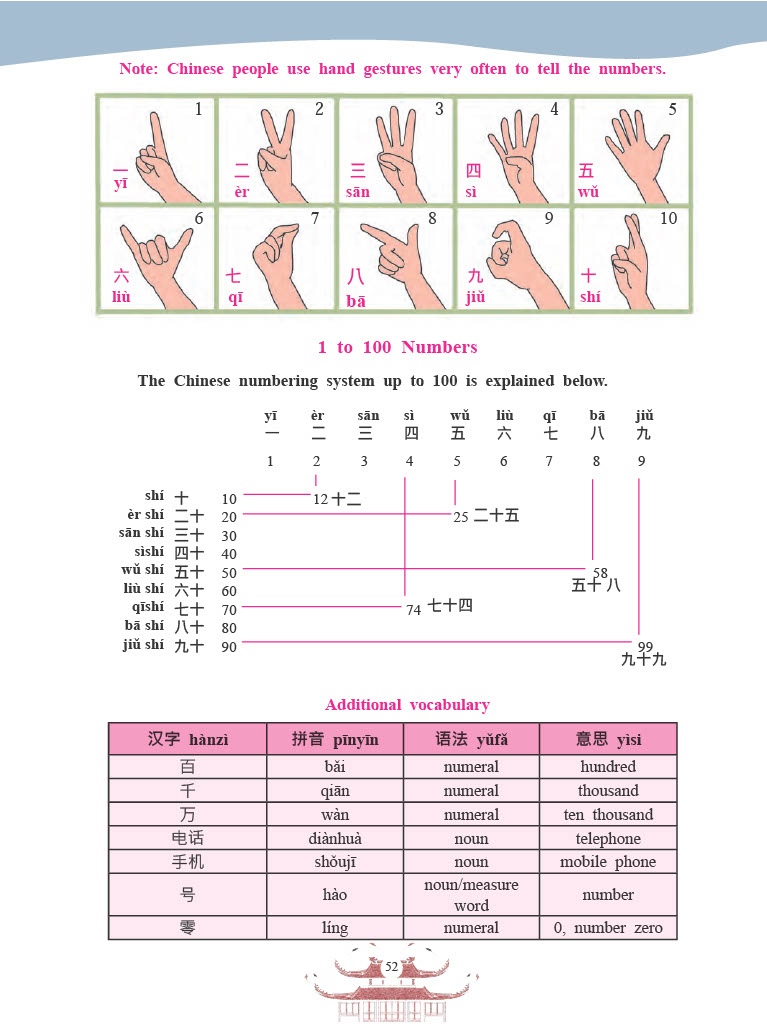 Note: Chinese people use hand gestures very often to tell the numbers.
1 2 3 4 5
一 二 三 四 五
yī èr sān sì wǔ
6 7 8 9 10
六 七 八 九 十
liù qī bā jiǔ shí
1 to 100 Numbers
The Chinese numbering system up to 100 is explained below.
yī èr sān sì wǔ liù qī bā jiǔ
一 二 三 四 五 六 七 八 九
1 2 3 4 5 6 7 8 9
shí 十 10 12 十二
èr shí 二十 20 25 二十五
sān shí 三十 30
sìshí 四十 40
wǔ shí 五十 50 58
五十 八
liù shí 六十 60
qīshí 七十 70 74 七十四
bā shí 八十 80
jiǔ shí 九十 90 99
九十九
Additional vocabulary
汉字 hànzì 拼音 pīnyīn 语法 yǔfǎ 意思 yìsi
百 bǎi numeral hundred
千 qiān numeral thousand
万 wàn numeral ten thousand
电话 diànhuà noun telephone
手机 shǒujī noun mobile phone
号 hào noun/measure word number
零 líng numeral 0, number zero
52